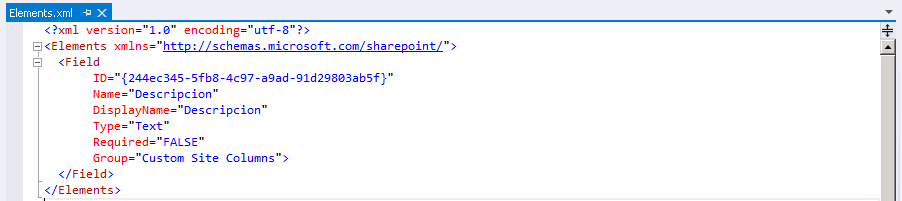 Elements.xml
<?xml version="1.0" encoding="utf-8"?>
<Elements xmlns="http://schemas.microsoft.com/sharepoint/">
<Field
ID="{244ec345-5fb8-4c97-a9ad-91d29803ab5f}"
Name="Descripcion"
DisplayName="Descripcion"
Type="Text"
Required="FALSE"
Group="Custom Site Columns">
</Field>
</Elements>